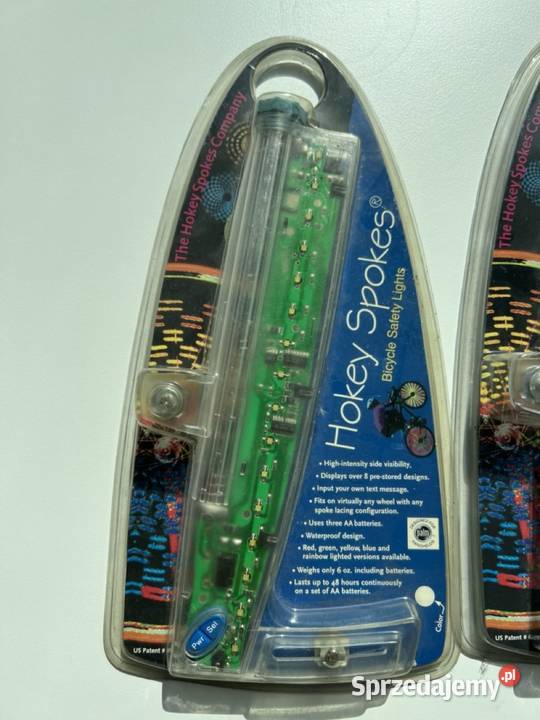 The Hokey Spokes Company
Hokey Spokes®
Bicycle Safety Lights
• High-intensity side visibility.
• Displays over 8 pre-stored designs.
• Input your own text message.
• Fits on virtually any wheel with any
spoke lacing configuration.
• Uses three AA batteries.
• Waterproof design.
• Red, green, yellow, blue and
rainbow lighted versions available.
• Weighs only 6 oz. including batteries.
• Lasts up to 48 hours continuously
on a set of AA batteries.
Color
Pwr Sel
US Patent #
The Hokey Spokes Company
US Patent #
Sprzedajemy.pl